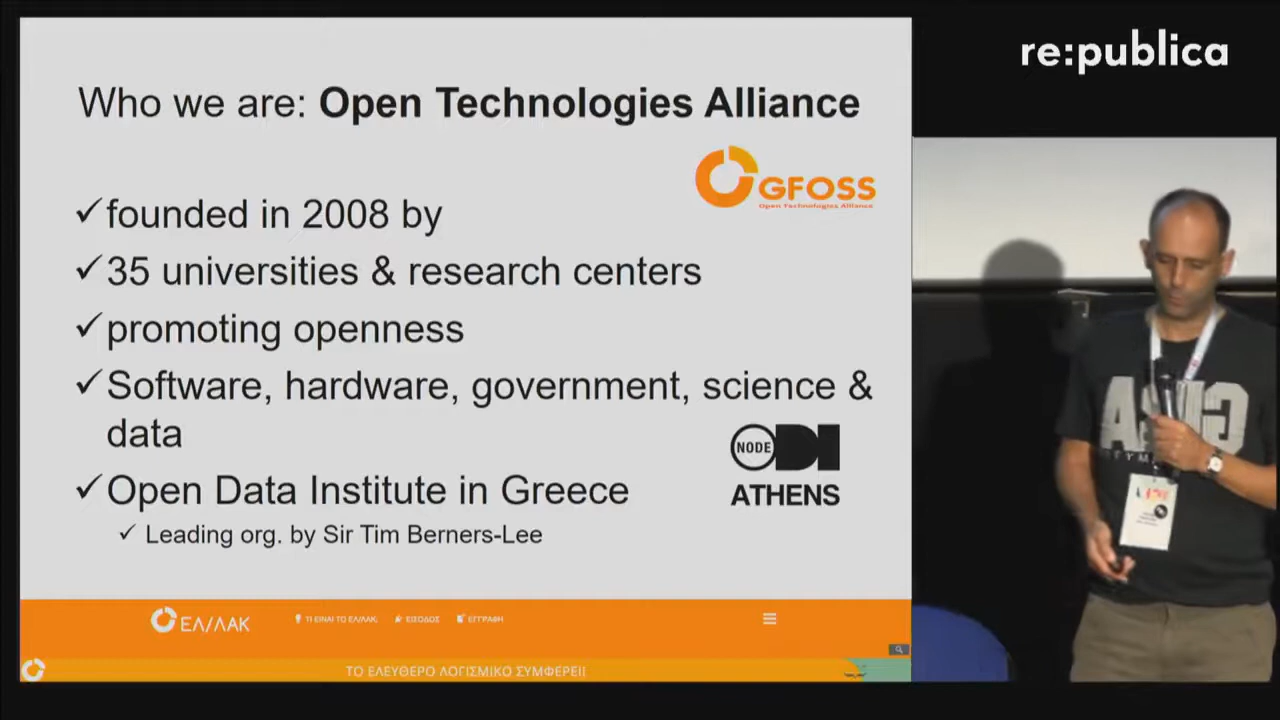 re:publica
Who we are: Open Technologies Alliance
GFOSS
Open Technologies Alliance
✓founded in 2008 by
✓35 universities & research centers
✓promoting openness
✓Software, hardware, government, science &
data
NODE
ODI
ATHENS
✓Open Data Institute in Greece
✓ Leading org. by Sir Tim Berners-Lee
ΕΛ/ΛΑΚ
ΤΙ ΕΙΝΑΙ ΤΟ ΕΛ/ΛΑΚ;
ΕΙΣΟΔΟΣ
ΕΓΓΡΑΦΗ
ΤΟ ΕΛΕΥΘΕΡΟ ΛΟΓΙΣΜΙΚΟ ΣΥΜΦΕΡΕΙ!